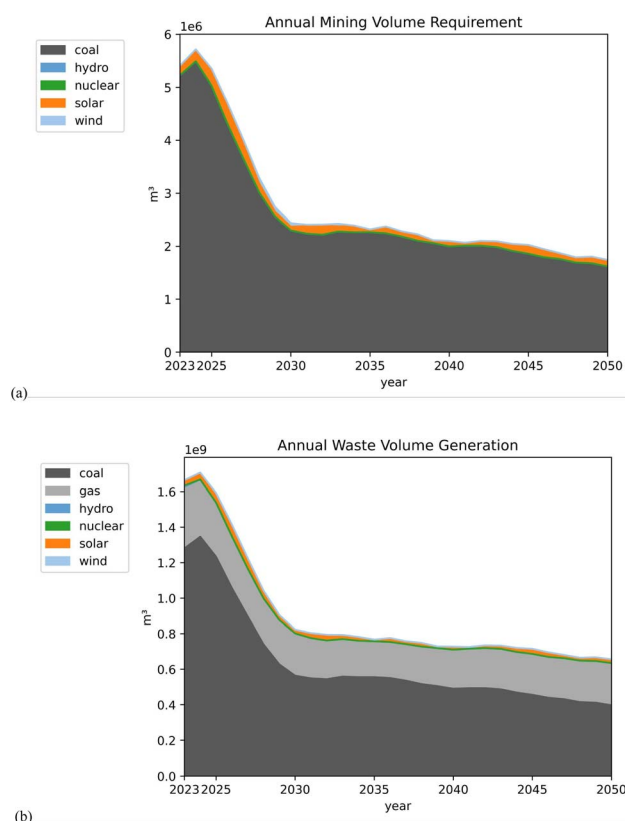 Annual Mining Volume Requirement
1e6
coal
hydro
nuclear
solar
wind
6
5
4
3
2
1
0
m³
2023 2025 2030 2035 2040 2045 2050
year
(a)
Annual Waste Volume Generation
1e9
coal
gas
hydro
nuclear
solar
wind
1.6
1.4
1.2
1.0
0.8
0.6
0.4
0.2
0.0
m³
2023 2025 2030 2035 2040 2045 2050
year
(b)